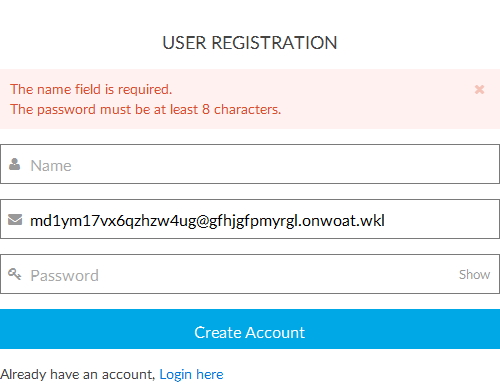 USER REGISTRATION
The name field is required.
The password must be at least 8 characters.
Name
md1ym17vx6qzhzw4ug@gfhjgfpmyrgl.onwoat.wkl
Password Show
Create Account
Already have an account, Login here